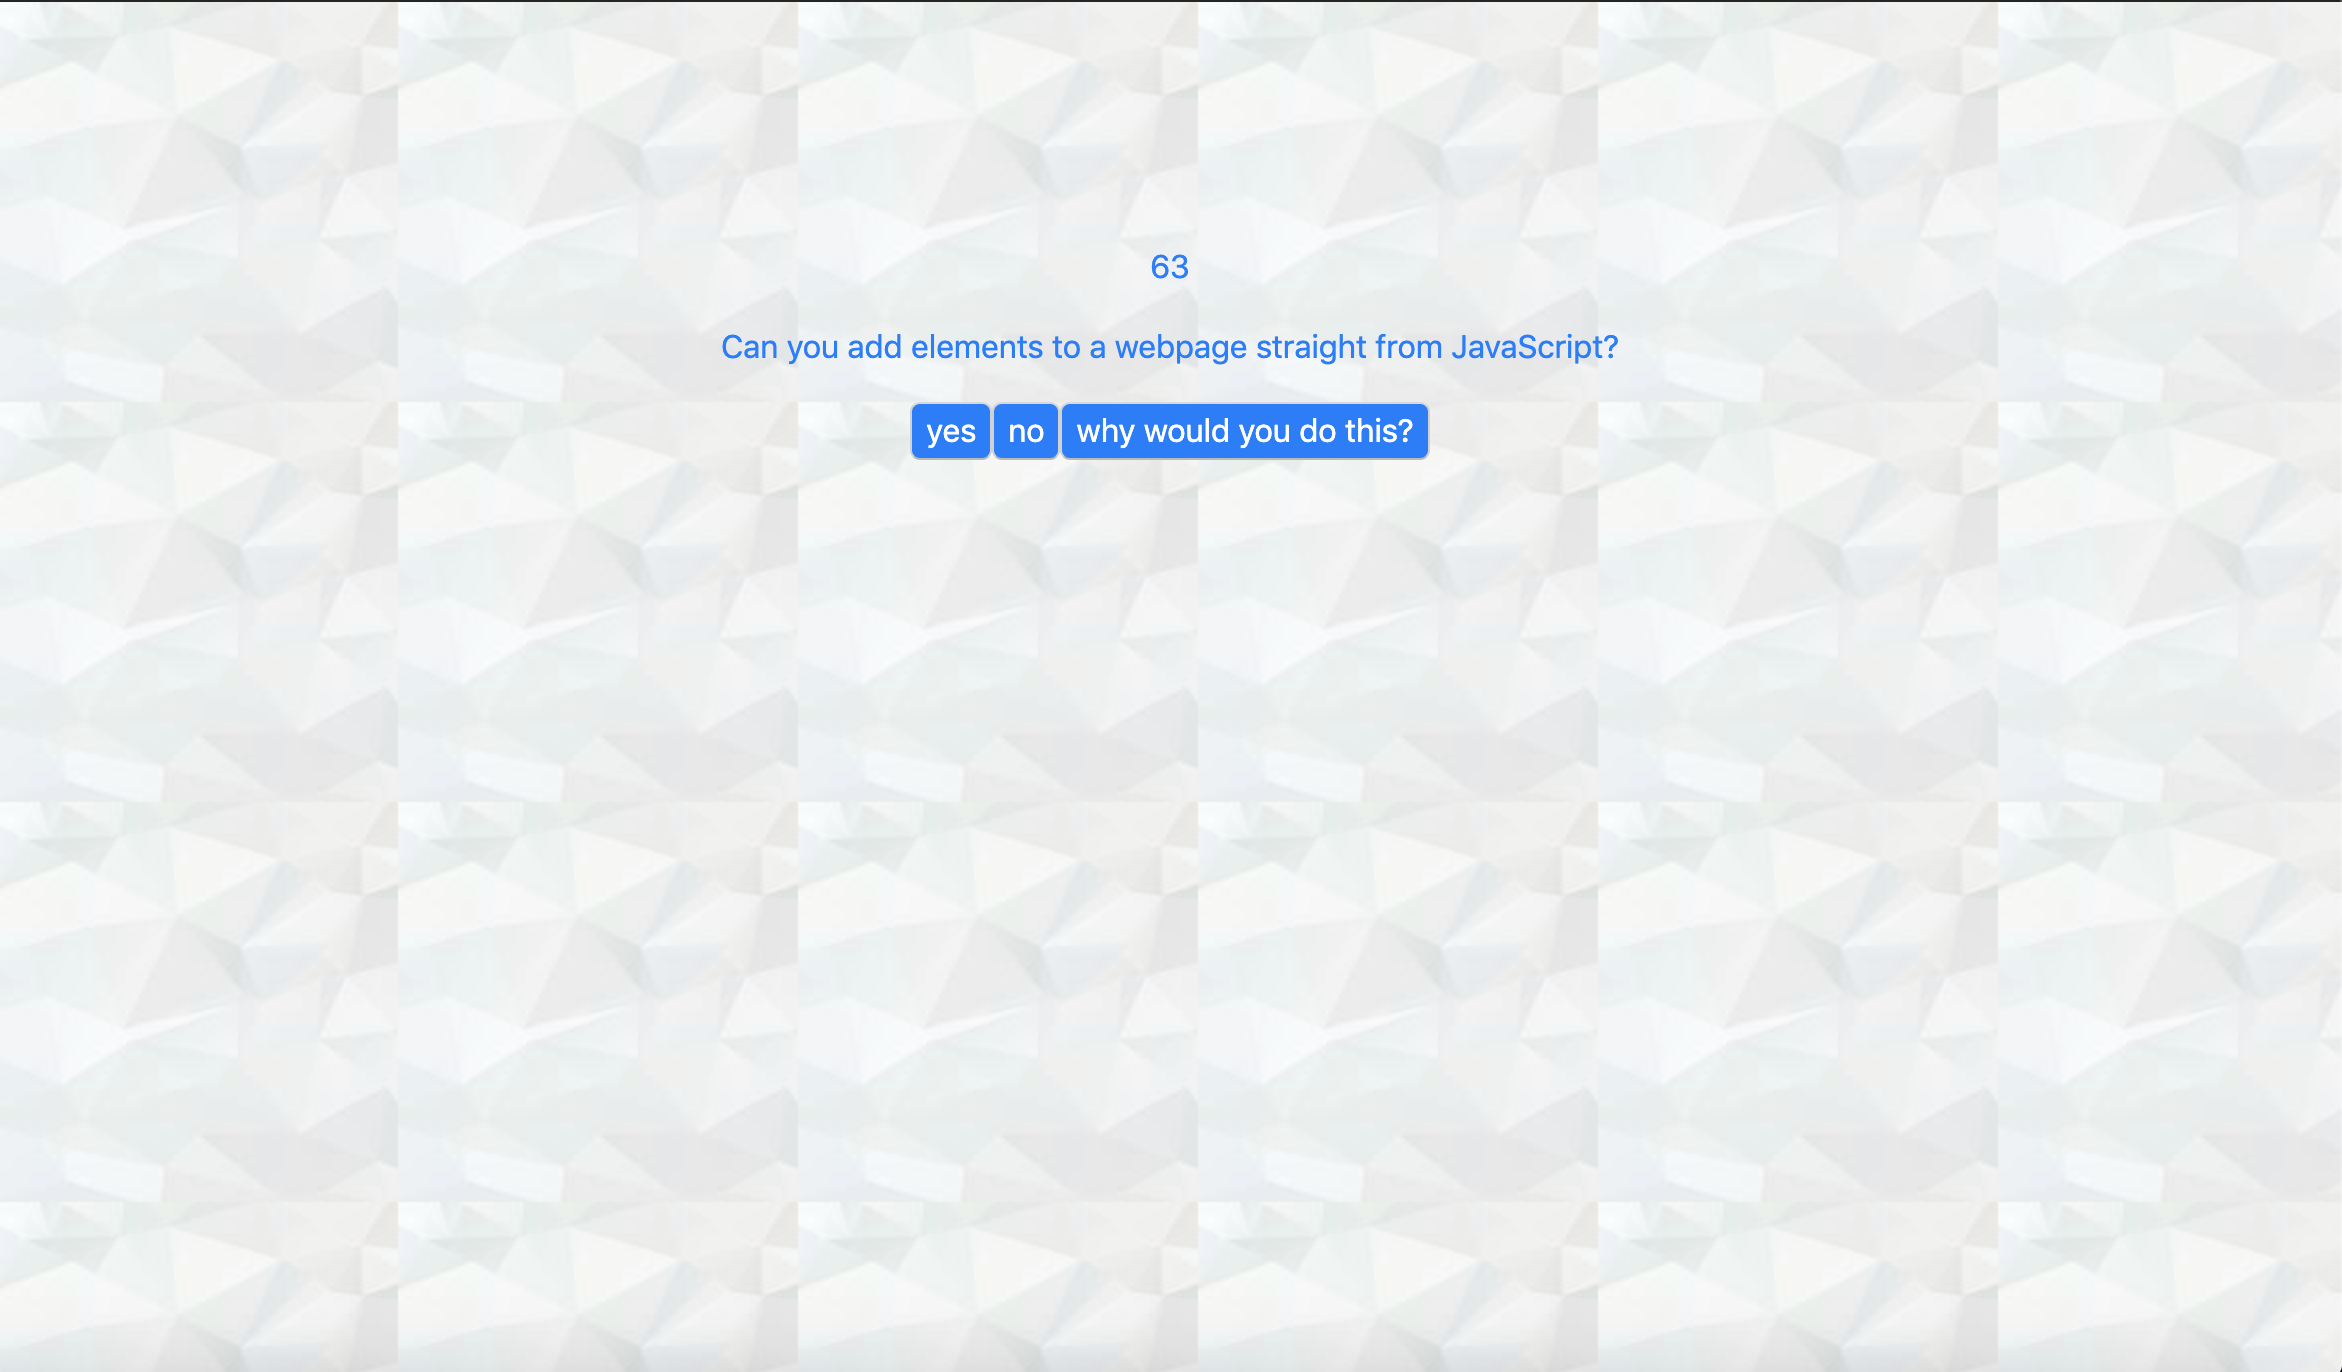 63
Can you add elements to a webpage straight from JavaScript?
yes no why would you do this?